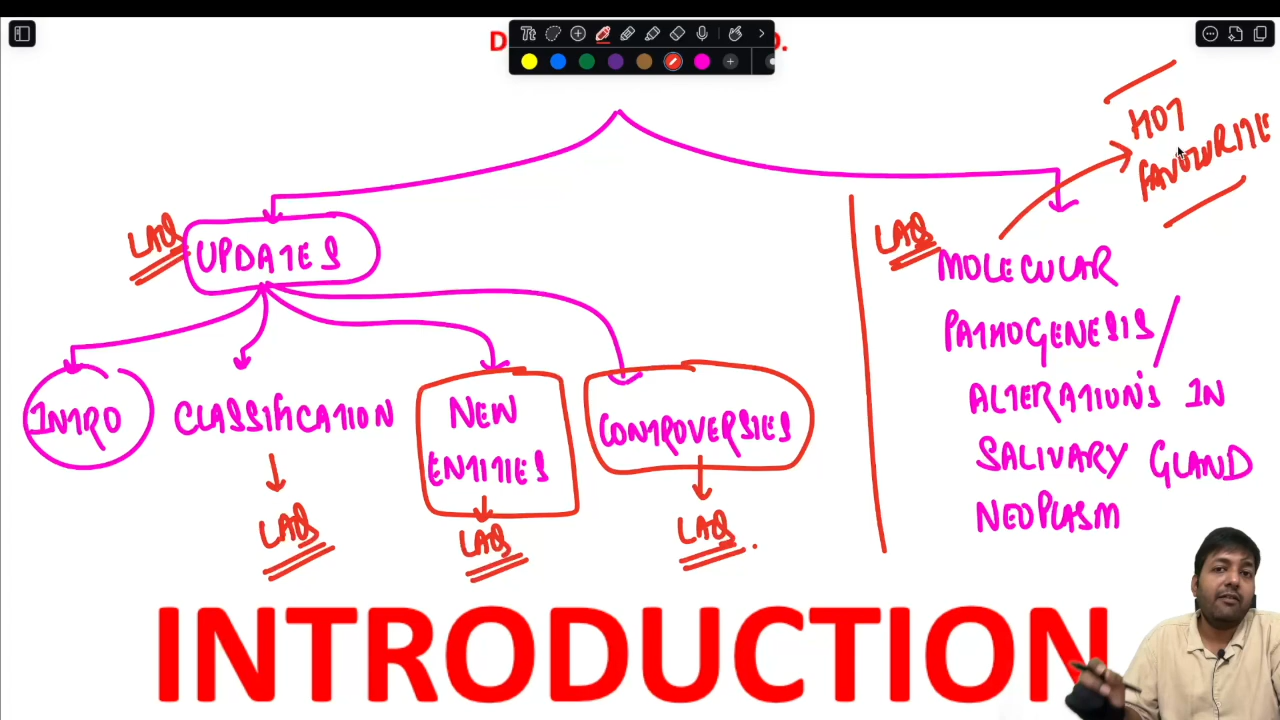 HOT
FAVOURITE
LAQ
UPDATES
LAQ
MOLECULAR
PATHOGENESIS/
ALTERATION'S IN
SALIVARY GLAND
NEOPLASM
INTRO
CLASSIFICATION
NEW
ENTITIES
CONTROVERSIES
LAQ
LAQ
LAQ
INTRODUCTION